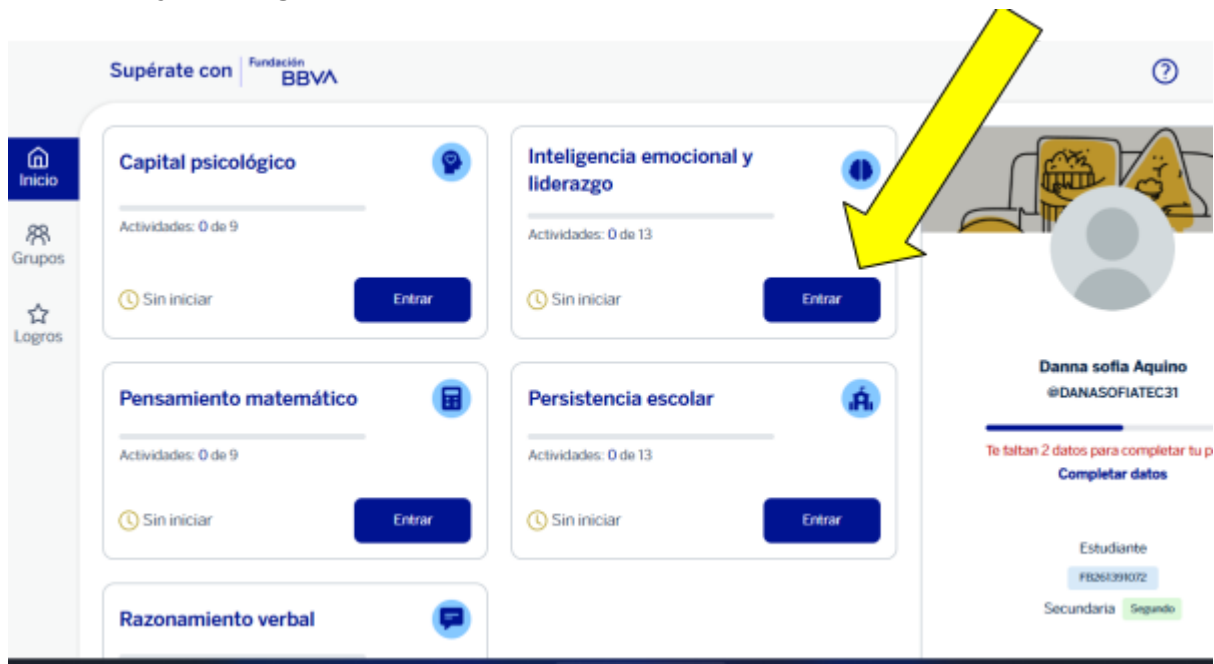 Supérate con Fundación BBVA
Inicio
Grupos
Logros
Capital psicológico
Actividades: 0 de 9
Sin iniciar
Entrar
Inteligencia emocional y
liderazgo
Actividades: 0 de 13
Sin iniciar
Entrar
Pensamiento matemático
Actividades: 0 de 9
Sin iniciar
Entrar
Persistencia escolar
Actividades: 0 de 13
Sin iniciar
Entrar
Razonamiento verbal
Danna sofia Aquino
@DANASOFIATEC31
Te faltan 2 datos para completar tu p
Completar datos
Estudiante
FB261391072
Secundaria Segundo